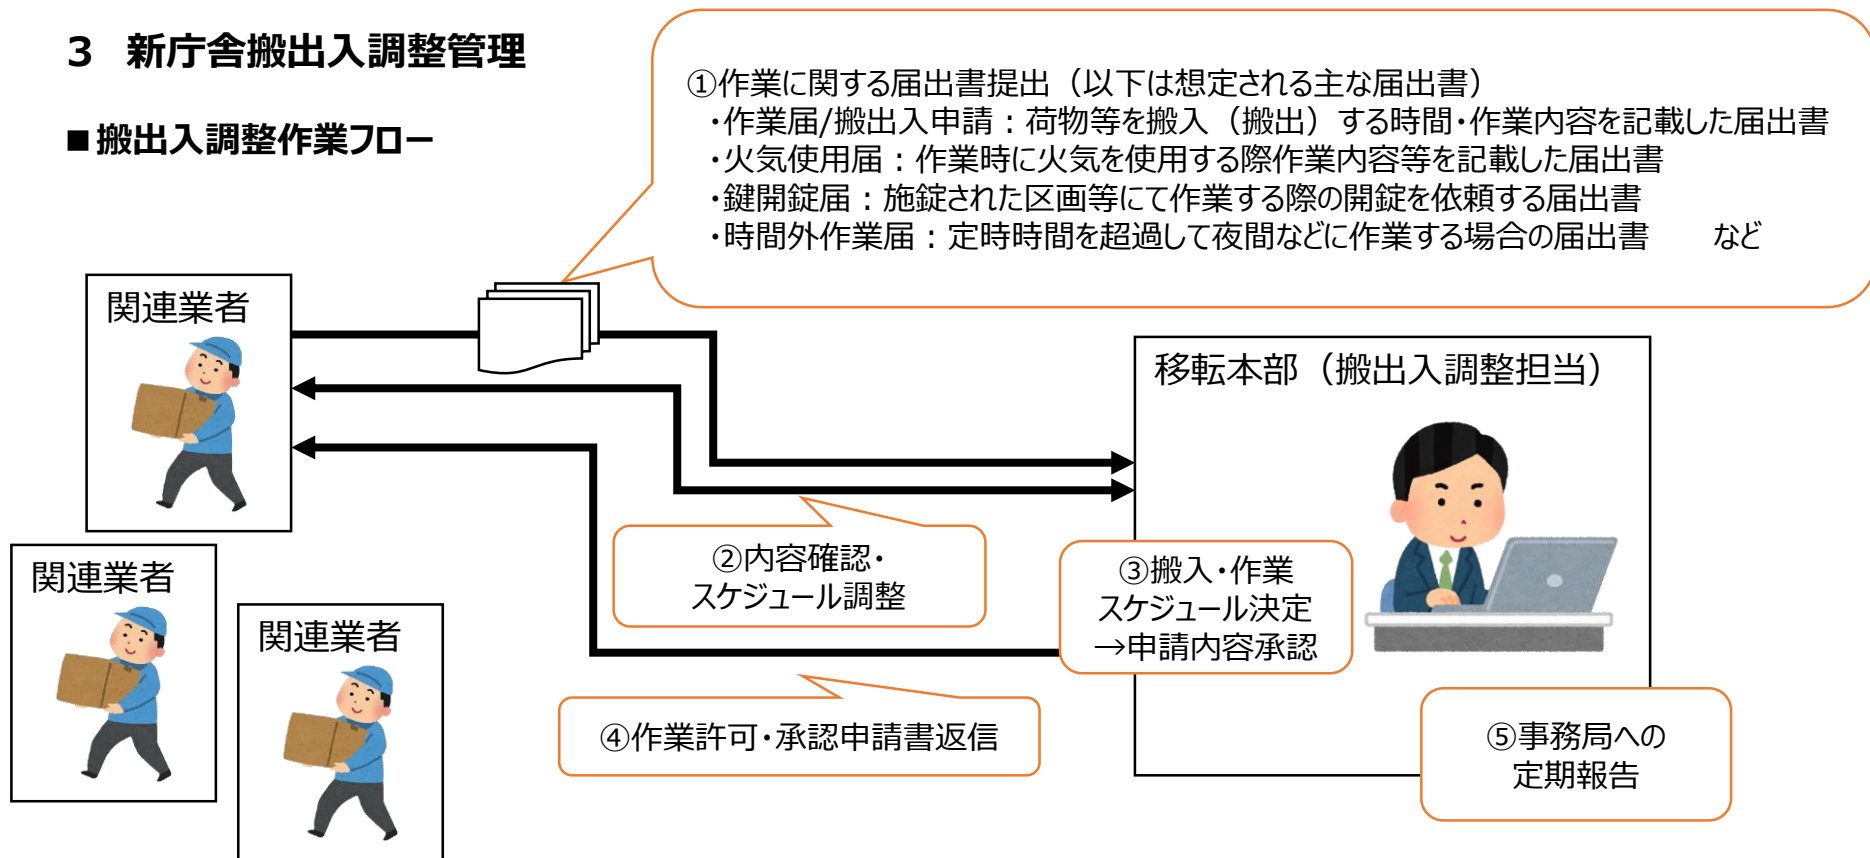 3 新庁舎搬出入調整管理
■搬出入調整作業フロー
①作業に関する届出書提出（以下は想定される主な届出書）
・作業届/搬出入申請：荷物等を搬入（搬出）する時間・作業内容を記載した届出書
・火気使用届：作業時に火気を使用する際作業内容等を記載した届出書
・鍵開錠届：施錠された区画等にて作業する際の開錠を依頼する届出書
・時間外作業届：定時時間を超過して夜間などに作業する場合の届出書 など
関連業者
移転本部（搬出入調整担当）
②内容確認・
スケジュール調整
③搬入・作業
スケジュール決定
→申請内容承認
関連業者
関連業者
④作業許可・承認申請書返信
⑤事務局への
定期報告